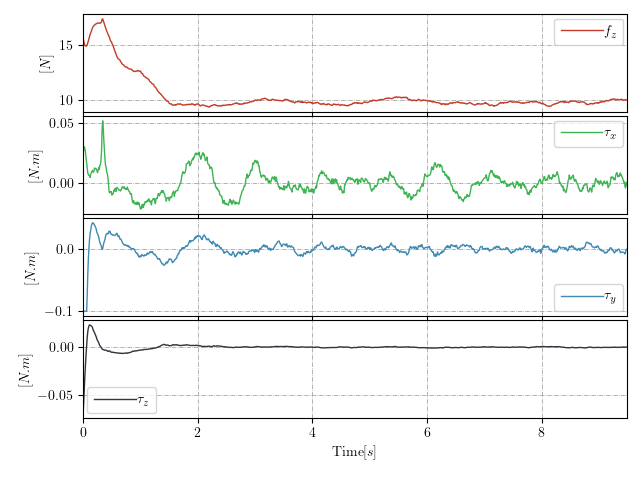 15
10
[N]
f_z
0.05
0.00
[N.m]
τ_x
0.0
−0.1
[N.m]
τ_y
0.00
−0.05
[N.m]
τ_z
0 2 4 6 8
Time[s]